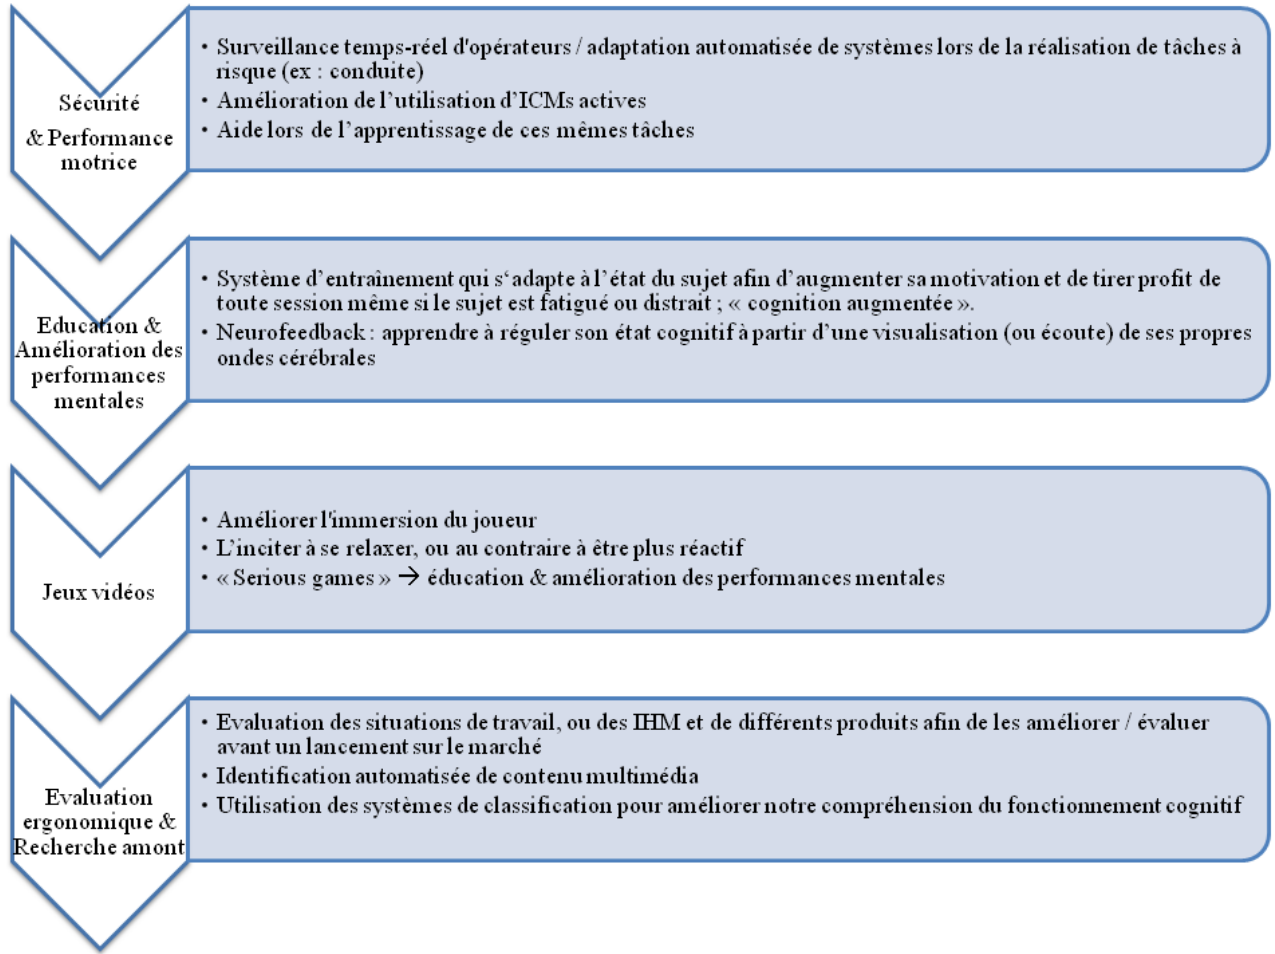 Sécurité
& Performance
motrice
• Surveillance temps-réel d'opérateurs / adaptation automatisée de systèmes lors de la réalisation de tâches à
risque (ex : conduite)
• Amélioration de l’utilisation d’ICMs actives
• Aide lors de l’apprentissage de ces mêmes tâches
Education &
Amélioration des
performances
mentales
• Système d’entraînement qui s‘adapte à l’état du sujet afin d’augmenter sa motivation et de tirer profit de
toute session même si le sujet est fatigué ou distrait ; « cognition augmentée ».
• Neurofeedback : apprendre à réguler son état cognitif à partir d’une visualisation (ou écoute) de ses propres
ondes cérébrales
Jeux vidéos
• Améliorer l'immersion du joueur
• L’inciter à se relaxer, ou au contraire à être plus réactif
• « Serious games » → éducation & amélioration des performances mentales
Evaluation
ergonomique &
Recherche amont
• Evaluation des situations de travail, ou des IHM et de différents produits afin de les améliorer / évaluer
avant un lancement sur le marché
• Identification automatisée de contenu multimédia
• Utilisation des systèmes de classification pour améliorer notre compréhension du fonctionnement cognitif